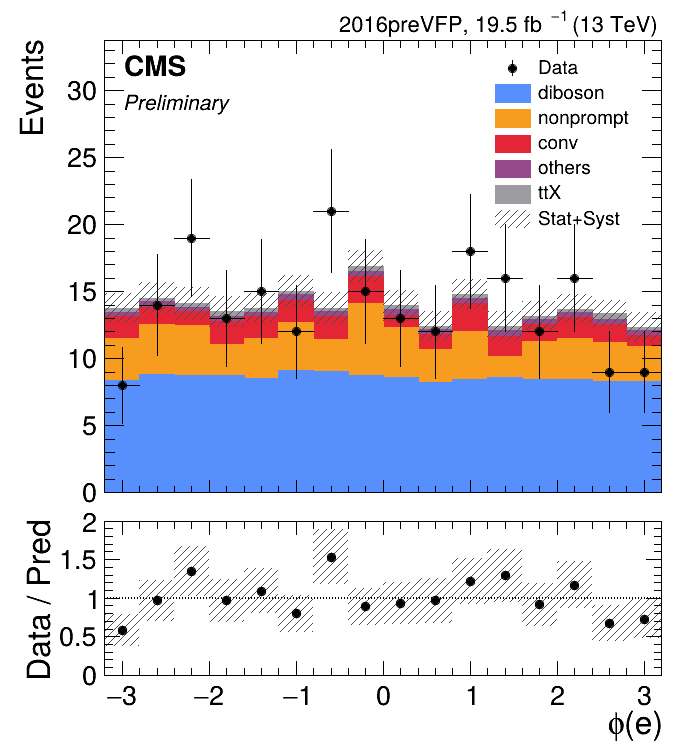 2016preVFP, 19.5 fb ⁻¹ (13 TeV)
Events
CMS
Preliminary
Data
diboson
nonprompt
conv
others
ttX
Stat+Syst
30
25
20
15
10
5
0
Data / Pred
2
1.5
1
0.5
0
−3 −2 −1 0 1 2 3
ϕ(e)